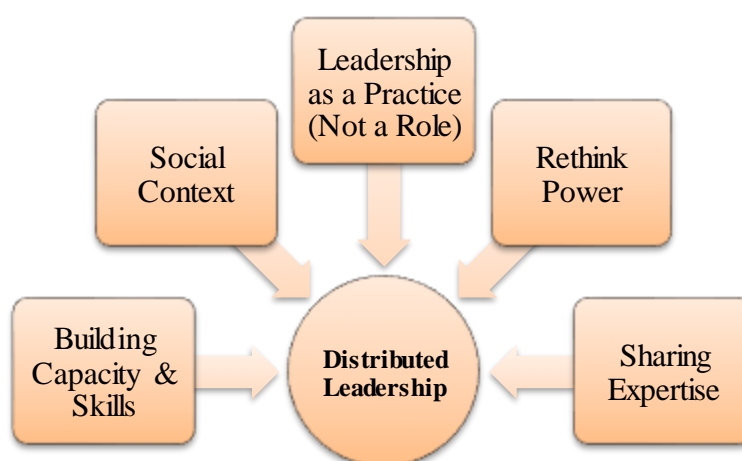 Leadership
as a Practice
(Not a Role)
Social
Context
Rethink
Power
Building
Capacity &
Skills
Distributed
Leadership
Sharing
Expertise